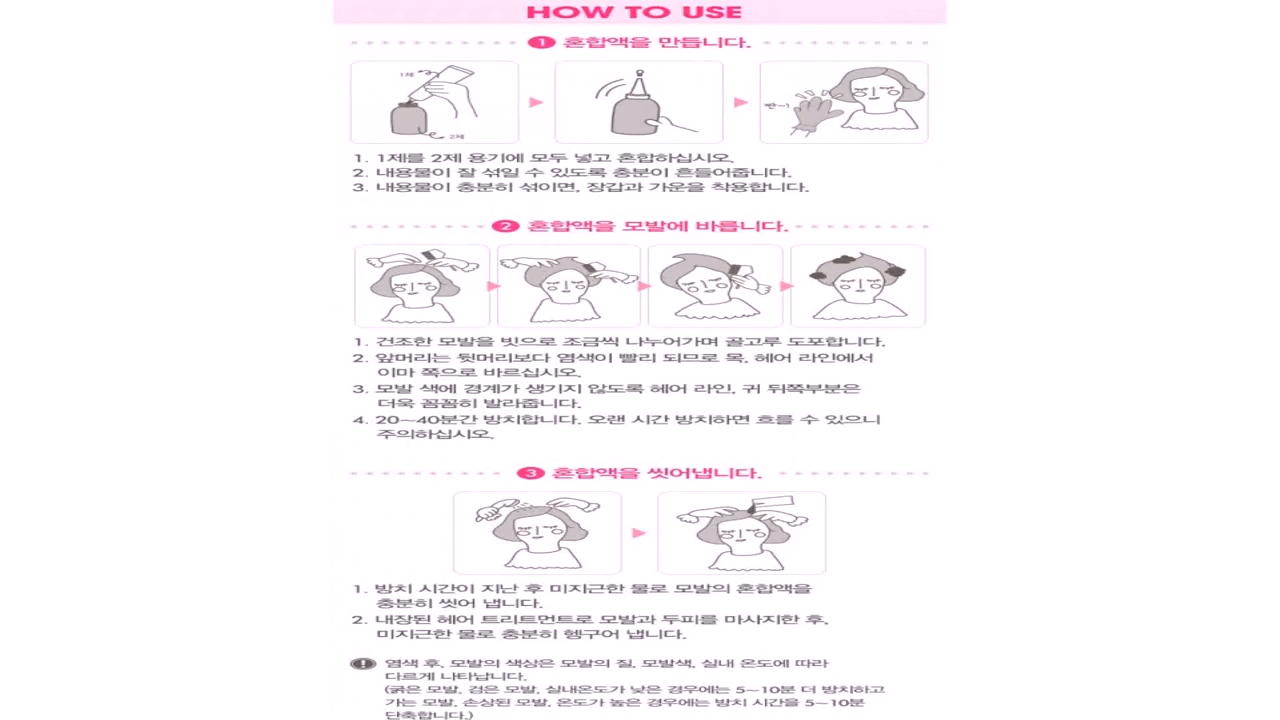 HOW TO USE
1 혼합액을 만듭니다.
1제
2제
짠~!
1. 1제를 2제 용기에 모두 넣고 혼합하십시오.
2. 내용물이 잘 섞일 수 있도록 충분이 흔들어줍니다.
3. 내용물이 충분히 섞이면, 장갑과 가운을 착용합니다.
2 혼합액을 모발에 바릅니다.
1. 건조한 모발을 빗으로 조금씩 나누어가며 골고루 도포합니다.
2. 앞머리는 뒷머리보다 염색이 빨리 되므로 목, 헤어 라인에서
이마 쪽으로 바르십시오.
3. 모발 색에 경계가 생기지 않도록 헤어 라인, 귀 뒤쪽부분은
더욱 꼼꼼히 발라줍니다.
4. 20~40분간 방치합니다. 오랜 시간 방치하면 흐를 수 있으니
주의하십시오.
3 혼합액을 씻어냅니다.
1. 방치 시간이 지난 후 미지근한 물로 모발의 혼합액을
충분히 씻어 냅니다.
2. 내장된 헤어 트리트먼트로 모발과 두피를 마사지한 후,
미지근한 물로 충분히 헹구어 냅니다.
! 염색 후, 모발의 색상은 모발의 질, 모발색, 실내 온도에 따라
다르게 나타납니다.
(굵은 모발, 검은 모발, 실내온도가 낮은 경우에는 5~10분 더 방치하고
가는 모발, 손상된 모발, 온도가 높은 경우에는 방치 시간을 5~10분
단축합니다.)